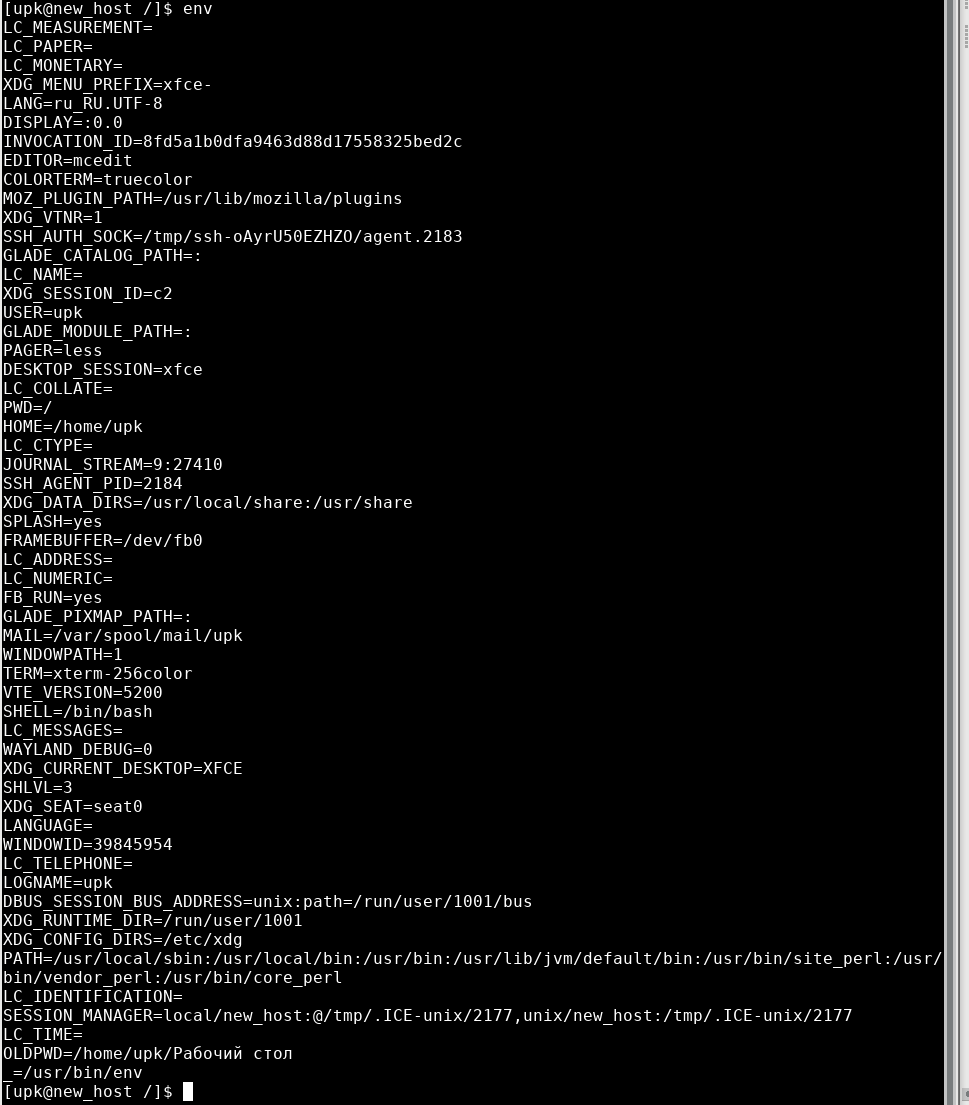 [upk@new_host /]$ env
LC_MEASUREMENT=
LC_PAPER=
LC_MONETARY=
XDG_MENU_PREFIX=xfce-
LANG=ru_RU.UTF-8
DISPLAY=:0.0
INVOCATION_ID=8fd5a1b0dfa9463d88d17558325bed2c
EDITOR=mcedit
COLORTERM=truecolor
MOZ_PLUGIN_PATH=/usr/lib/mozilla/plugins
XDG_VTNR=1
SSH_AUTH_SOCK=/tmp/ssh-oAyrU50EZHZO/agent.2183
GLADE_CATALOG_PATH=:
LC_NAME=
XDG_SESSION_ID=c2
USER=upk
GLADE_MODULE_PATH=:
PAGER=less
DESKTOP_SESSION=xfce
LC_COLLATE=
PWD=/
HOME=/home/upk
LC_CTYPE=
JOURNAL_STREAM=9:27410
SSH_AGENT_PID=2184
XDG_DATA_DIRS=/usr/local/share:/usr/share
SPLASH=yes
FRAMEBUFFER=/dev/fb0
LC_ADDRESS=
LC_NUMERIC=
FB_RUN=yes
GLADE_PIXMAP_PATH=:
MAIL=/var/spool/mail/upk
WINDOWPATH=1
TERM=xterm-256color
VTE_VERSION=5200
SHELL=/bin/bash
LC_MESSAGES=
WAYLAND_DEBUG=0
XDG_CURRENT_DESKTOP=XFCE
SHLVL=3
XDG_SEAT=seat0
LANGUAGE=
WINDOWID=39845954
LC_TELEPHONE=
LOGNAME=upk
DBUS_SESSION_BUS_ADDRESS=unix:path=/run/user/1001/bus
XDG_RUNTIME_DIR=/run/user/1001
XDG_CONFIG_DIRS=/etc/xdg
PATH=/usr/local/sbin:/usr/local/bin:/usr/bin:/usr/lib/jvm/default/bin:/usr/bin/site_perl:/usr/
bin/vendor_perl:/usr/bin/core_perl
LC_IDENTIFICATION=
SESSION_MANAGER=local/new_host:@/tmp/.ICE-unix/2177,unix/new_host:/tmp/.ICE-unix/2177
LC_TIME=
OLDPWD=/home/upk/Рабочий стол
_=/usr/bin/env
[upk@new_host /]$